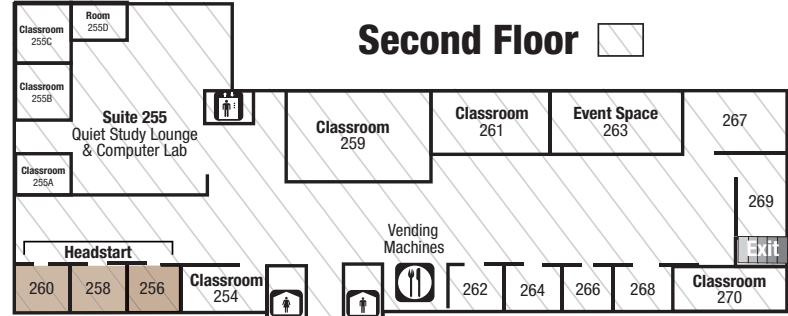 Second Floor
Classroom
255C
Room
255D
Classroom
255B
Suite 255
Quiet Study Lounge
& Computer Lab
Classroom
255A
Classroom
259
Classroom
261
Event Space
263
267
269
Exit
Vending
Machines
Headstart
260
258
256
Classroom
254
262
264
266
268
Classroom
270